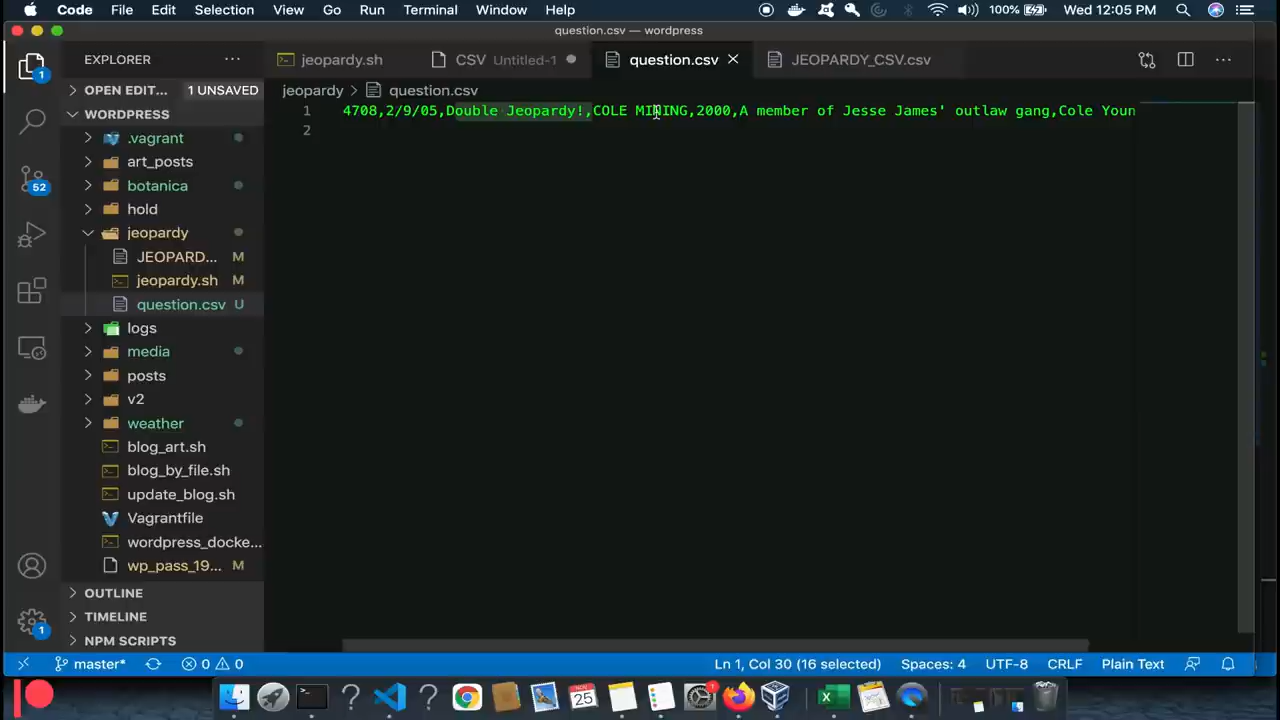 Code File Edit Selection View Go Run Terminal Window Help 100% Wed 12:05 PM
question.csv — wordpress
EXPLORER
jeopardy.sh
CSV Untitled-1
question.csv
JEOPARDY_CSV.csv
OPEN EDIT... 1 UNSAVED
jeopardy > question.csv
WORDPRESS
1 4708,2/9/05,Double Jeopardy!,COLE MINING,2000,A member of Jesse James' outlaw gang,Cole Youn
2
.vagrant
art_posts
botanica
hold
jeopardy
JEOPARD... M
jeopardy.sh M
question.csv U
logs
media
posts
v2
weather
blog_art.sh
blog_by_file.sh
update_blog.sh
Vagrantfile
wordpress_docke...
wp_pass_19... M
OUTLINE
TIMELINE
NPM SCRIPTS
1
52
1
master* 0 0 Ln 1, Col 30 (16 selected) Spaces: 4 UTF-8 CRLF Plain Text
NOV
25
1